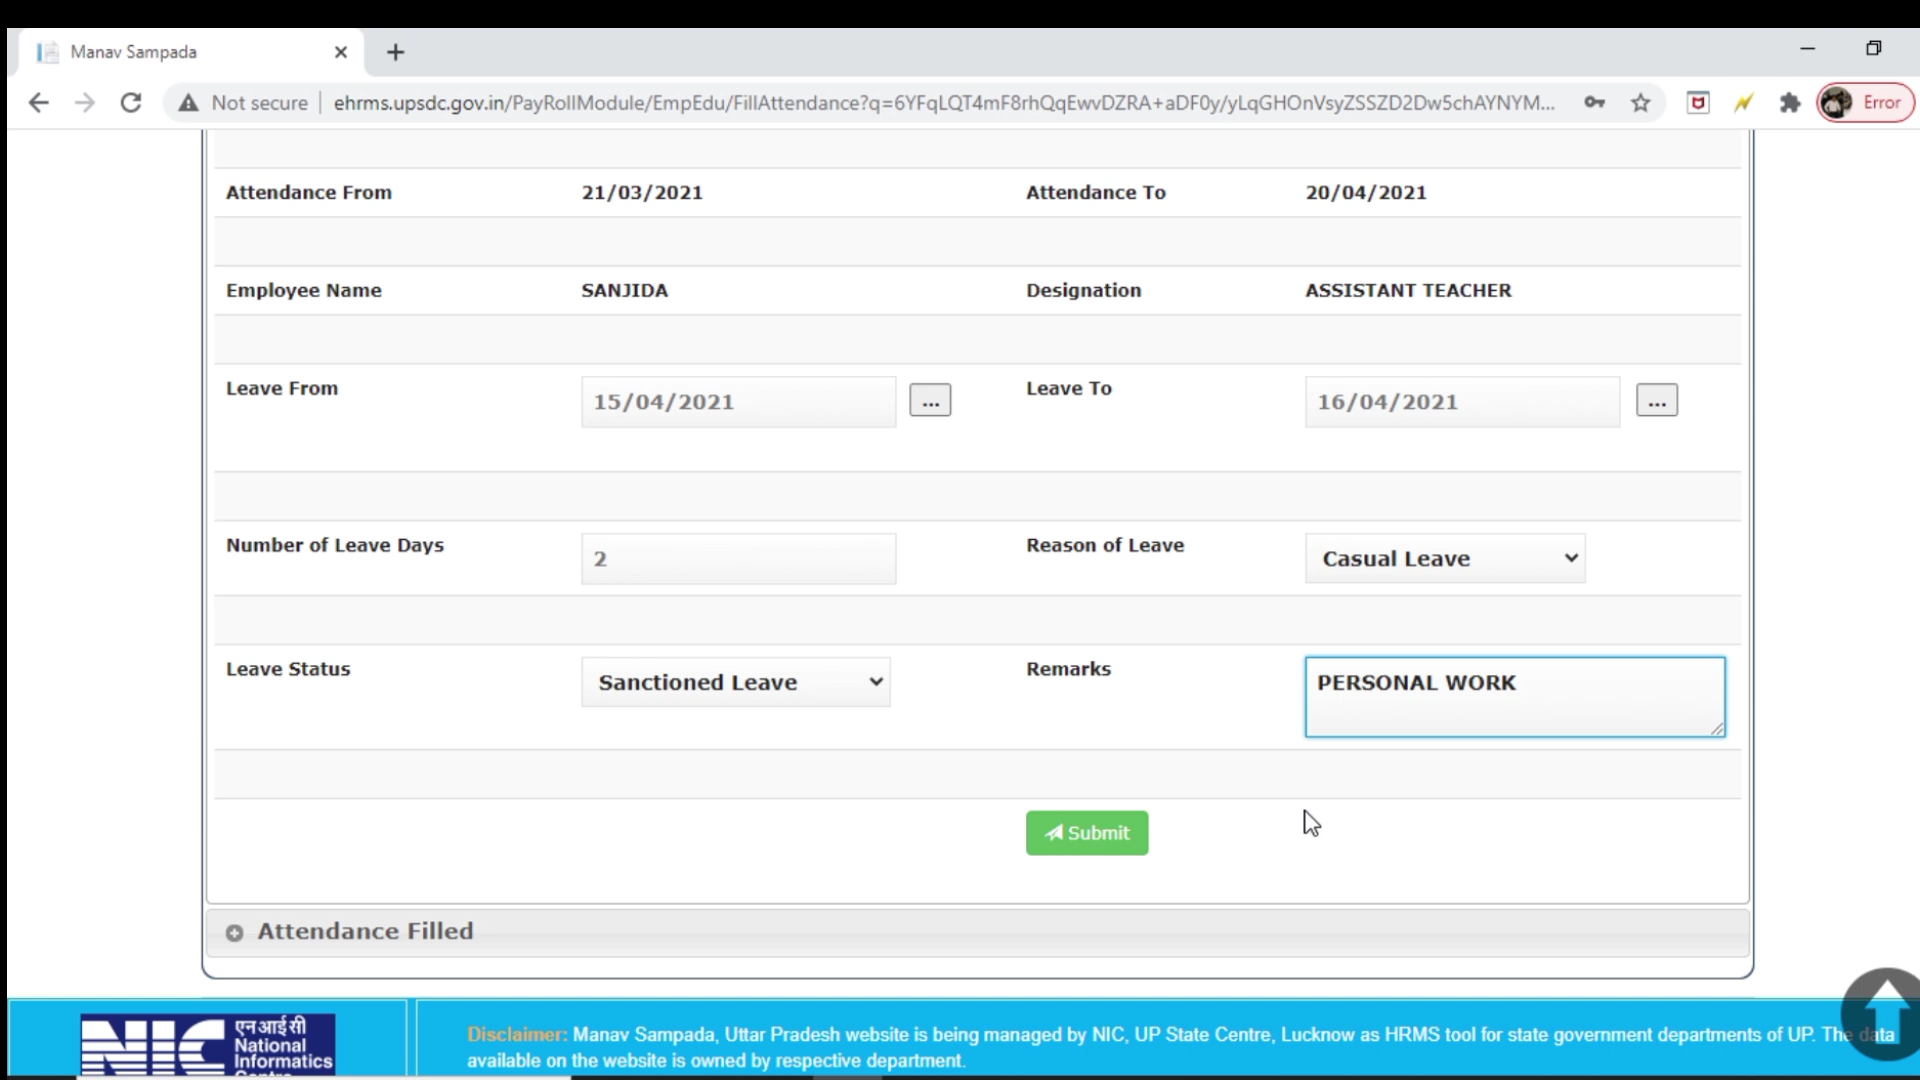 Manav Sampada
Not secure ehrms.upsdc.gov.in/PayRollModule/EmpEdu/FillAttendance?q=6YFqLQT4mF8rhQqEwvDZRA+aDF0y/yLqGHOnVsyZSSZD2Dw5chAYNYM... Error
Attendance From 21/03/2021 Attendance To 20/04/2021
Employee Name SANJIDA Designation ASSISTANT TEACHER
Leave From 15/04/2021 ... Leave To 16/04/2021 ...
Number of Leave Days 2 Reason of Leave Casual Leave
Leave Status Sanctioned Leave Remarks PERSONAL WORK
Submit
Attendance Filled
NIC एन आई सी
National
Informatics
Centre
Disclaimer: Manav Sampada, Uttar Pradesh website is being managed by NIC, UP State Centre, Lucknow as HRMS tool for state government departments of UP. The data
available on the website is owned by respective department.